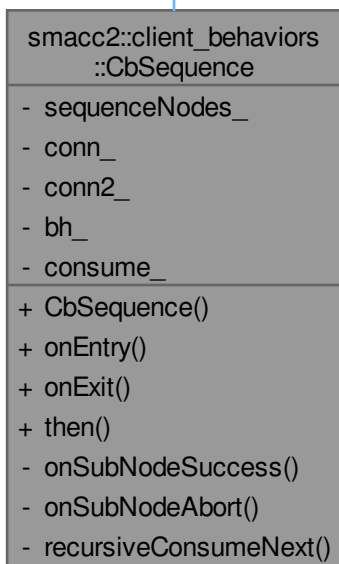 smacc2::client_behaviors
::CbSequence
- sequenceNodes_
- conn_
- conn2_
- bh_
- consume_
+ CbSequence()
+ onEntry()
+ onExit()
+ then()
- onSubNodeSuccess()
- onSubNodeAbort()
- recursiveConsumeNext()